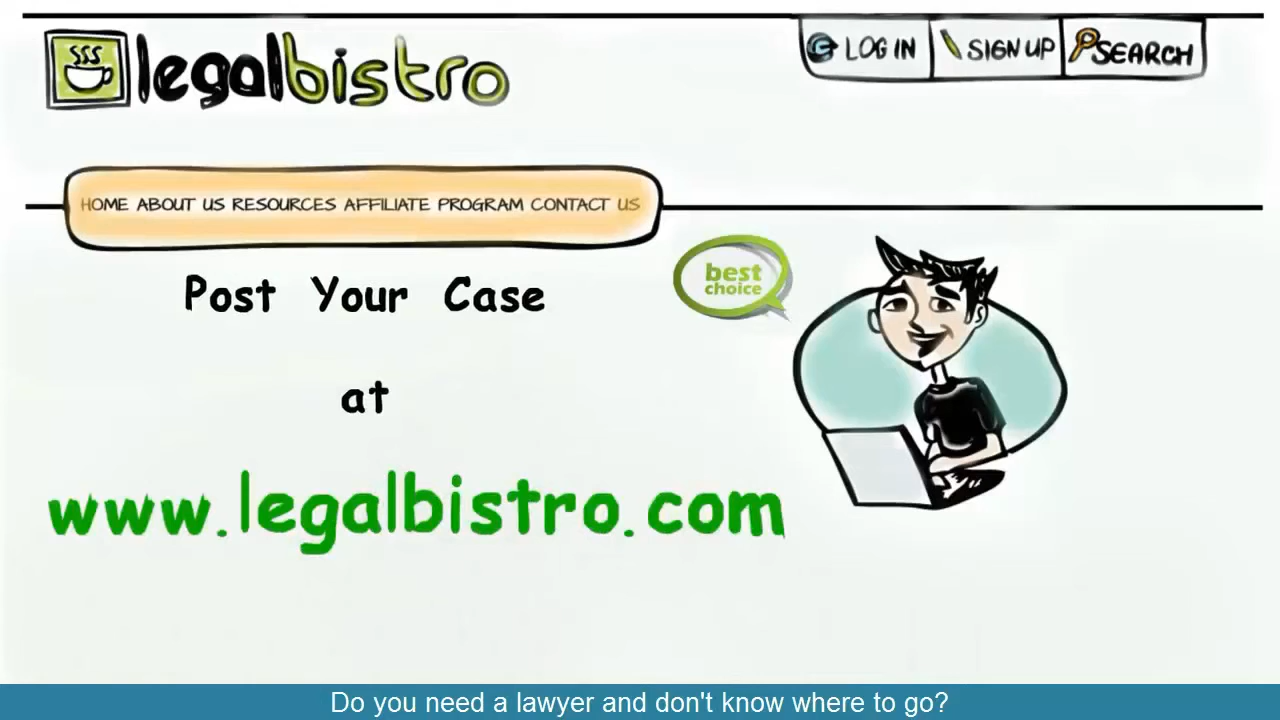 legalbistro
LOG IN
SIGN UP
SEARCH
HOME ABOUT US RESOURCES AFFILIATE PROGRAM CONTACT US
Post Your Case
at
www.legalbistro.com
best
choice
Do you need a lawyer and don't know where to go?